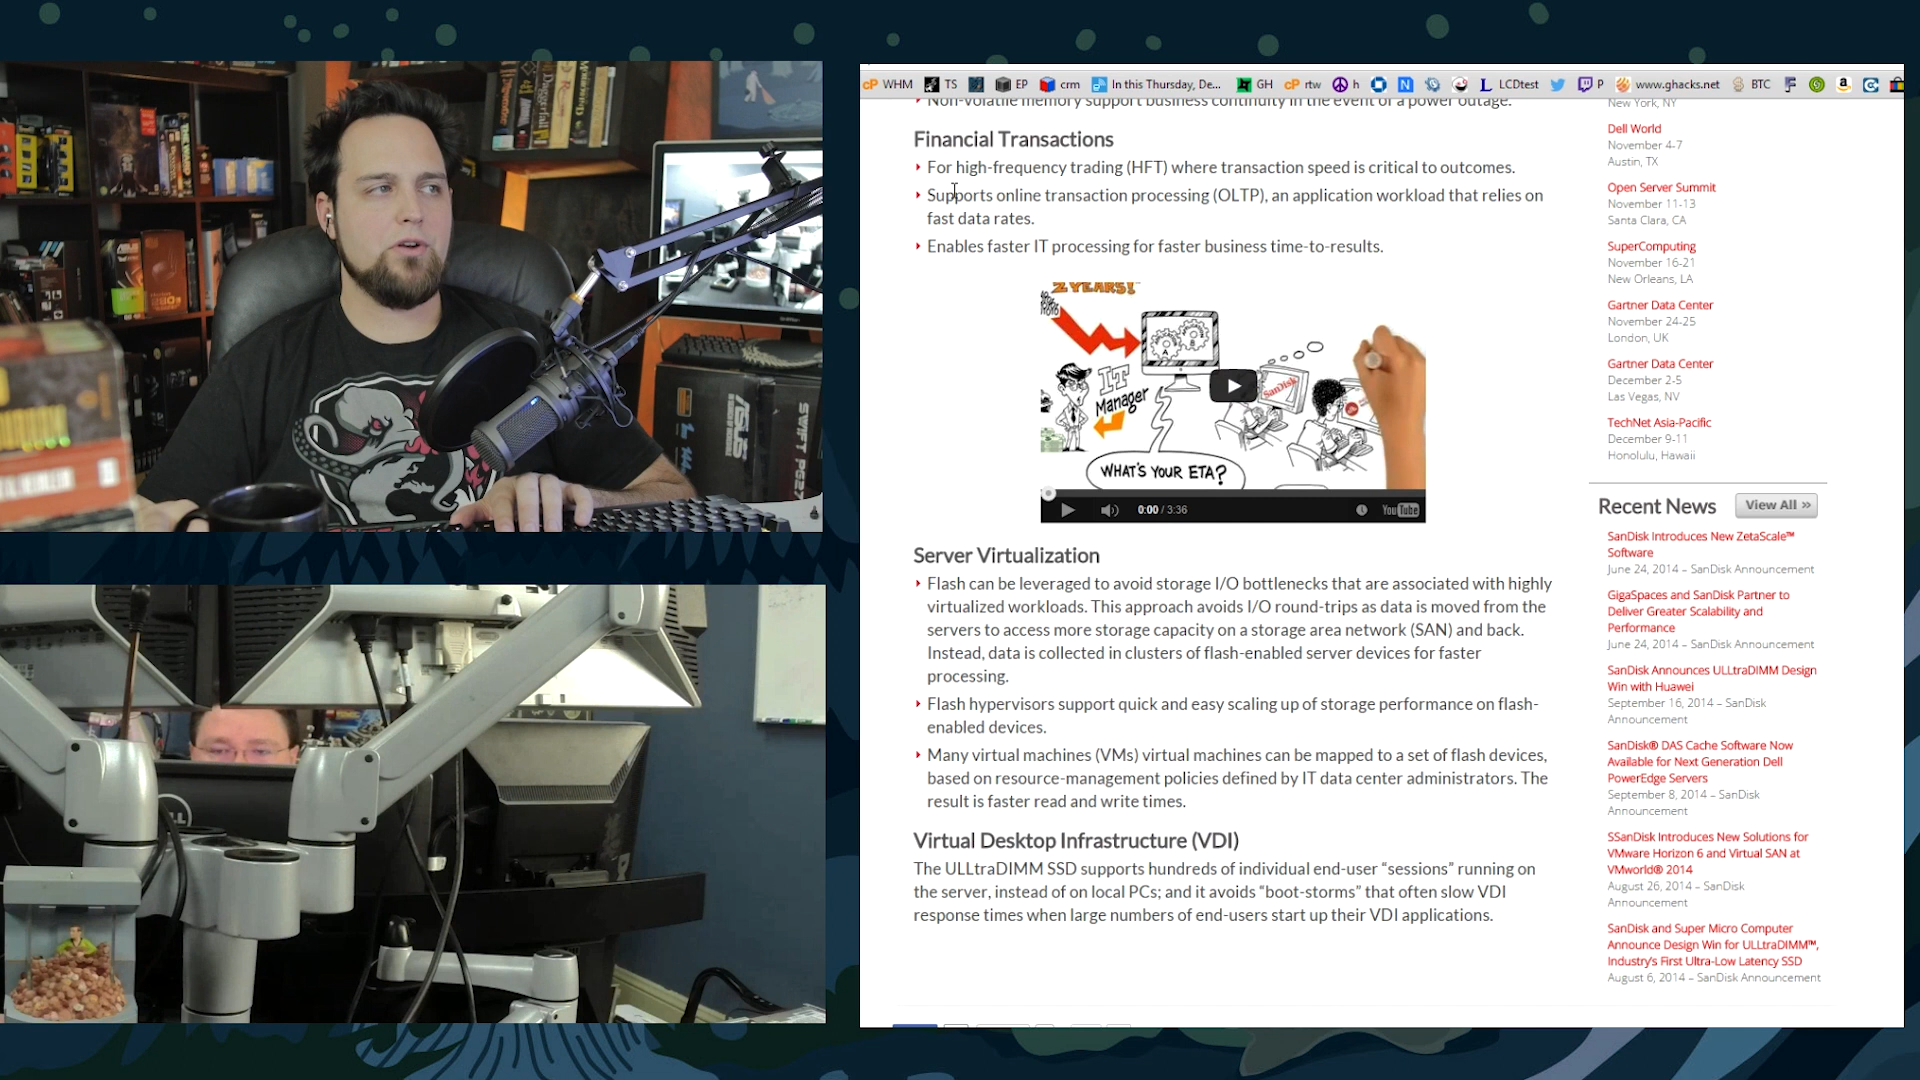 WHM
TS
EP
crm
In this Thursday, De...
GH
rtw
h
LCDtest
P
www.ghacks.net
BTC
Non-volatile memory support business continuity in the event of a power outage.
Financial Transactions
For high-frequency trading (HFT) where transaction speed is critical to outcomes.
Supports online transaction processing (OLTP), an application workload that relies on
fast data rates.
Enables faster IT processing for faster business time-to-results.
2 YEARS!
IT
Manager
SanDisk
WHAT'S YOUR ETA?
0:00 / 3:36
YouTube
Server Virtualization
Flash can be leveraged to avoid storage I/O bottlenecks that are associated with highly
virtualized workloads. This approach avoids I/O round-trips as data is moved from the
servers to access more storage capacity on a storage area network (SAN) and back.
Instead, data is collected in clusters of flash-enabled server devices for faster
processing.
Flash hypervisors support quick and easy scaling up of storage performance on flash-
enabled devices.
Many virtual machines (VMs) virtual machines can be mapped to a set of flash devices,
based on resource-management policies defined by IT data center administrators. The
result is faster read and write times.
Virtual Desktop Infrastructure (VDI)
The ULLtraDIMM SSD supports hundreds of individual end-user “sessions” running on
the server, instead of on local PCs; and it avoids “boot-storms” that often slow VDI
response times when large numbers of end-users start up their VDI applications.
New York, NY
Dell World
November 4-7
Austin, TX
Open Server Summit
November 11-13
Santa Clara, CA
SuperComputing
November 16-21
New Orleans, LA
Gartner Data Center
November 24-25
London, UK
Gartner Data Center
December 2-5
Las Vegas, NV
TechNet Asia-Pacific
December 9-11
Honolulu, Hawaii
Recent News
View All »
SanDisk Introduces New ZetaScale™
Software
June 24, 2014 – SanDisk Announcement
GigaSpaces and SanDisk Partner to
Deliver Greater Scalability and
Performance
June 24, 2014 – SanDisk Announcement
SanDisk Announces ULLtraDIMM Design
Win with Huawei
September 16, 2014 – SanDisk
Announcement
SanDisk® DAS Cache Software Now
Available for Next Generation Dell
PowerEdge Servers
September 8, 2014 – SanDisk
Announcement
SSanDisk Introduces New Solutions for
VMware Horizon 6 and Virtual SAN at
VMworld® 2014
August 26, 2014 – SanDisk
Announcement
SanDisk and Super Micro Computer
Announce Design Win for ULLtraDIMM™,
Industry's First Ultra-Low Latency SSD
August 6, 2014 – SanDisk Announcement
Daggerfall
ASUS
SWIFT PG27
DELL